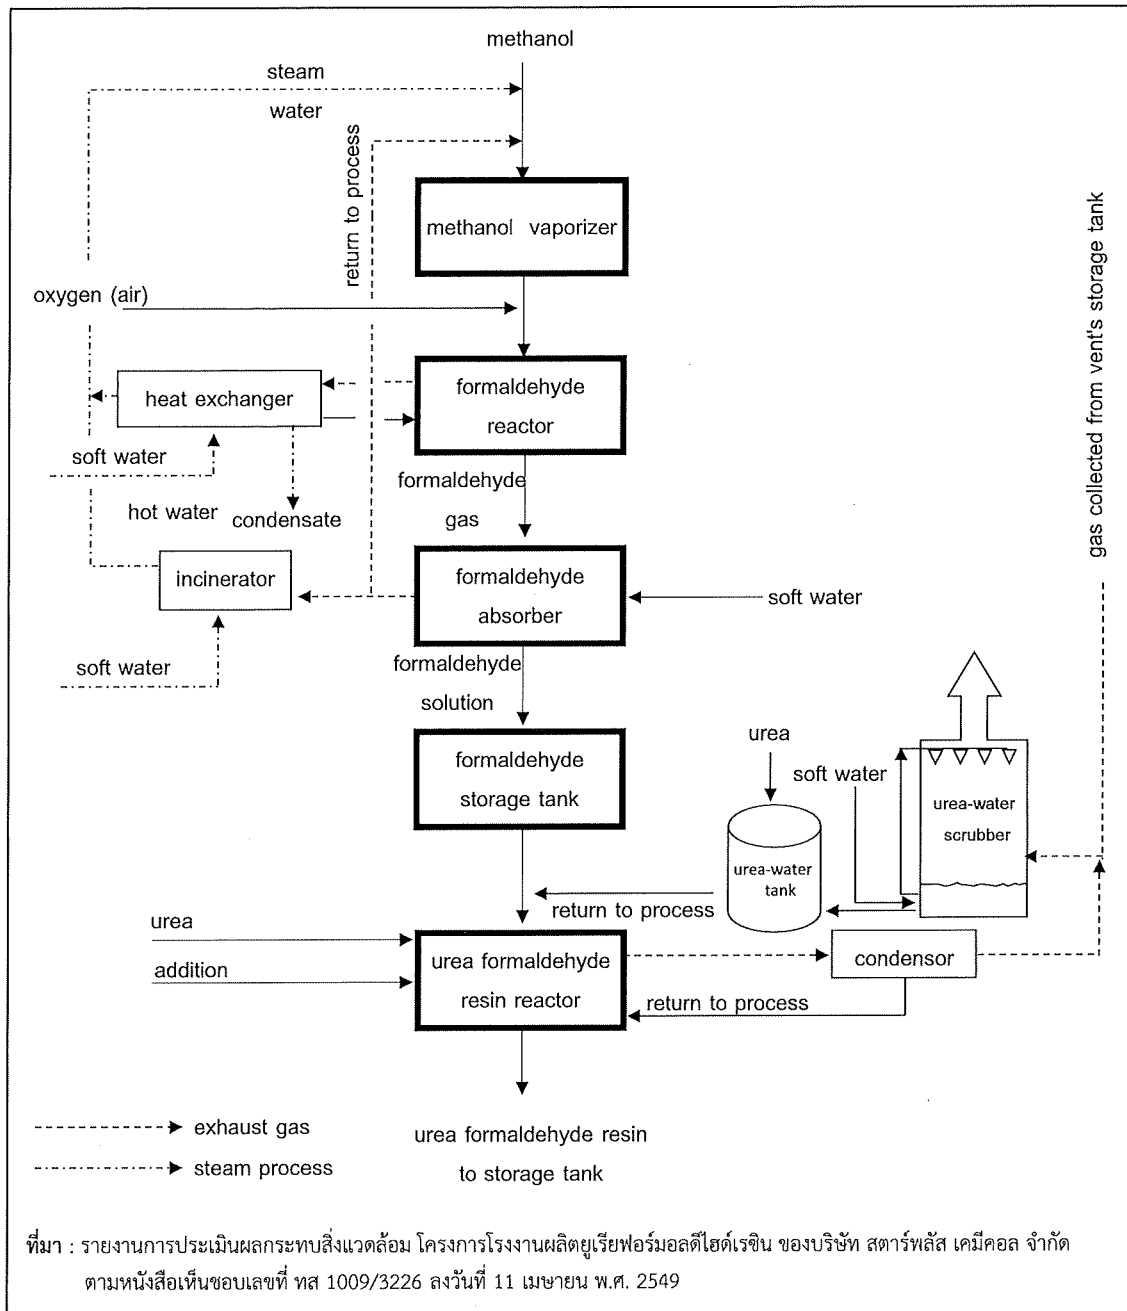 methanol
steam
water
return to process
methanol vaporizer
gas collected from vent's storage tank
oxygen (air)
heat exchanger
formaldehyde
reactor
soft water
hot water
condensate
formaldehyde
gas
incinerator
formaldehyde
absorber
soft water
soft water
formaldehyde
solution
formaldehyde
storage tank
urea
soft water
urea-water
scrubber
urea-water
tank
return to process
urea
addition
urea formaldehyde
resin reactor
condensor
return to process
exhaust gas
steam process
urea formaldehyde resin
to storage tank
ที่มา : รายงานการประเมินผลกระทบสิ่งแวดล้อม โครงการโรงงานผลิตยูเรียฟอร์มอลดีไฮด์เรซิน ของบริษัท สตาร์พลัส เคมีคอล จำกัด
ตามหนังสือเห็นชอบเลขที่ ทส 1009/3226 ลงวันที่ 11 เมษายน พ.ศ. 2549